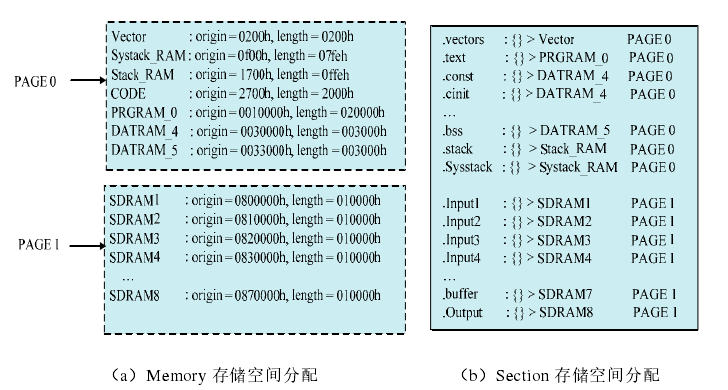 PAGE 0
Vector : origin = 0200h, length = 0200h
Systack_RAM : origin = 0f00h, length = 07feh
Stack_RAM : origin = 1700h, length = 0ffeh
CODE : origin = 2700h, length = 2000h
PRGRAM_0 : origin = 0010000h, length = 020000h
DATRAM_4 : origin = 0030000h, length = 003000h
DATRAM_5 : origin = 0033000h, length = 003000h
PAGE 1
SDRAM1 : origin = 0800000h, length = 010000h
SDRAM2 : origin = 0810000h, length = 010000h
SDRAM3 : origin = 0820000h, length = 010000h
SDRAM4 : origin = 0830000h, length = 010000h
...
SDRAM8 : origin = 0870000h, length = 010000h
(a) Memory 存储空间分配
.vectors : {} > Vector PAGE 0
.text : {} > PRGRAM_0 PAGE 0
.const : {} > DATRAM_4 PAGE 0
.cinit : {} > DATRAM_4 PAGE 0
...
.bss : {} > DATRAM_5 PAGE 0
.stack : {} > Stack_RAM PAGE 0
.Sysstack : {} > Systack_RAM PAGE 0
.Input1 : {} > SDRAM1 PAGE 1
.Input2 : {} > SDRAM2 PAGE 1
.Input3 : {} > SDRAM3 PAGE 1
.Input4 : {} > SDRAM4 PAGE 1
...
.buffer : {} > SDRAM7 PAGE 1
.Output : {} > SDRAM8 PAGE 1
(b) Section 存储空间分配